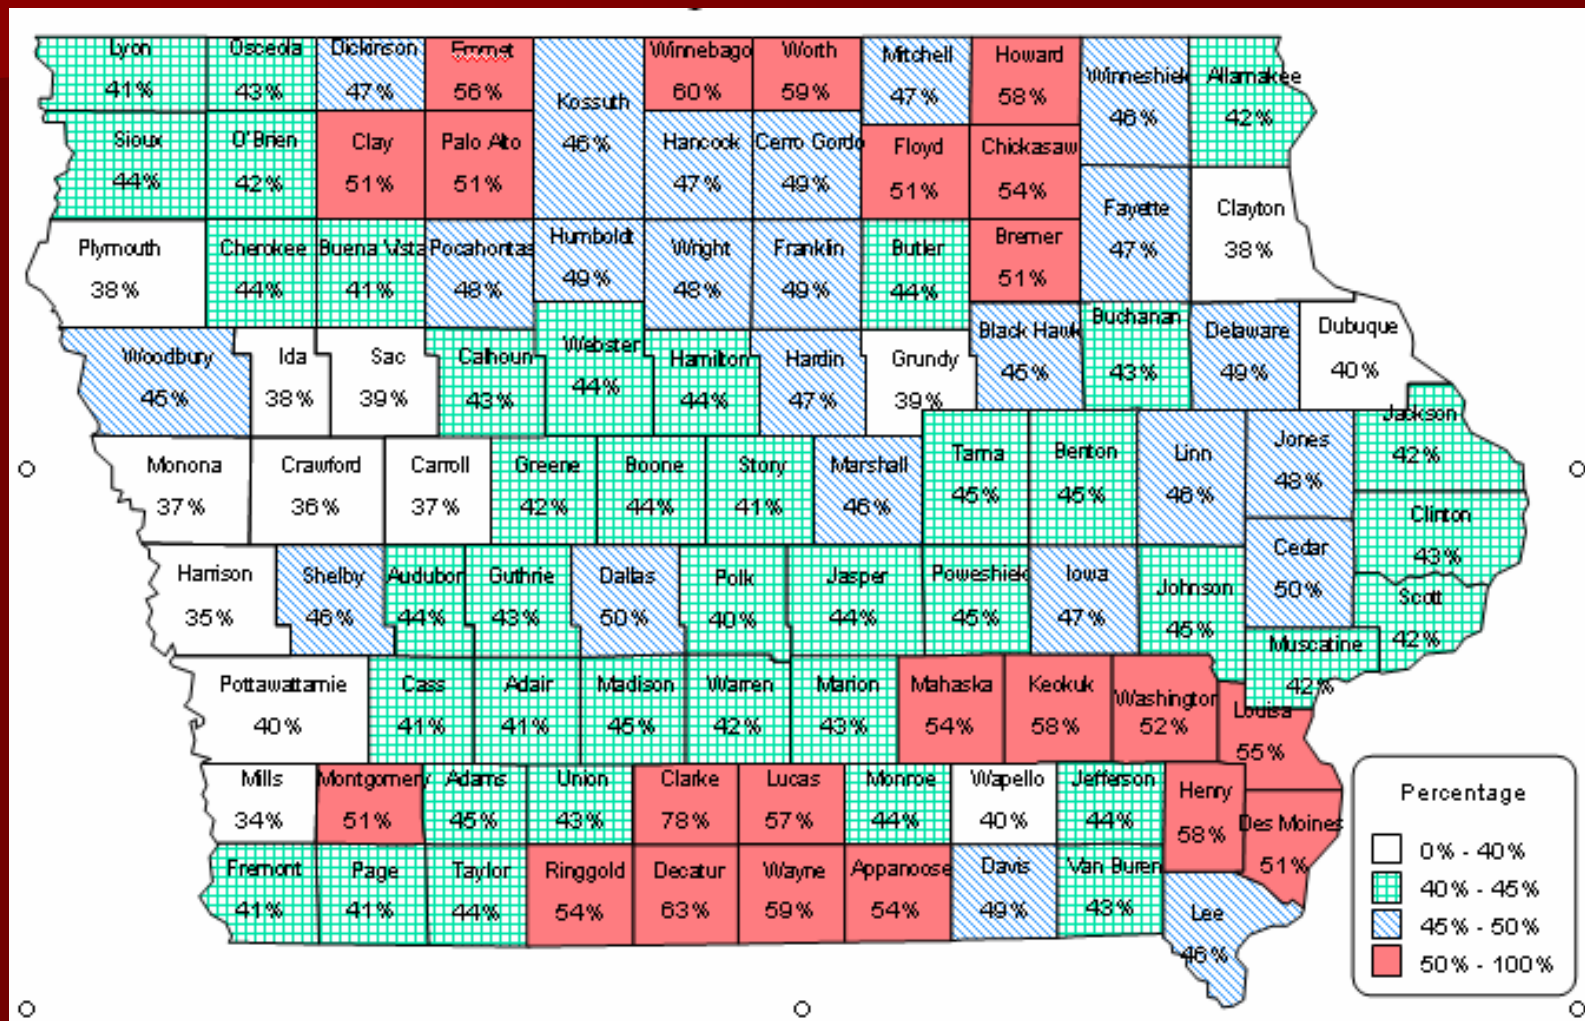 Lyon
41%
Osceola
43%
Dickinson
47%
Emmet
56%
Kossuth
46%
Winnebago
60%
Worth
59%
Mitchell
47%
Howard
58%
Winneshiek
46%
Allamakee
42%
Sioux
44%
O'Brien
42%
Clay
51%
Palo Alto
51%
Hancock
47%
Cerro Gordo
49%
Floyd
51%
Chickasaw
54%
Fayette
47%
Clayton
38%
Plymouth
38%
Cherokee
44%
Buena Vista
41%
Pocahontas
48%
Humboldt
49%
Wright
48%
Franklin
49%
Butler
44%
Bremer
51%
Woodbury
45%
Ida
38%
Sac
39%
Calhoun
43%
Webster
44%
Hamilton
44%
Hardin
47%
Grundy
39%
Black Hawk
45%
Buchanan
43%
Delaware
49%
Dubuque
40%
Jackson
42%
Monona
37%
Crawford
36%
Carroll
37%
Greene
42%
Boone
44%
Story
41%
Marshall
46%
Tama
45%
Benton
45%
Linn
46%
Jones
48%
Clinton
43%
Harrison
35%
Shelby
46%
Audubon
44%
Guthrie
43%
Dallas
50%
Polk
40%
Jasper
44%
Poweshiek
45%
Iowa
47%
Johnson
45%
Cedar
50%
Scott
42%
Muscatine
42%
Pottawattamie
40%
Cass
41%
Adair
41%
Madison
45%
Warren
42%
Marion
43%
Mahaska
54%
Keokuk
58%
Washington
52%
Louisa
55%
Mills
34%
Montgomery
51%
Adams
45%
Union
43%
Clarke
78%
Lucas
57%
Monroe
44%
Wapello
40%
Jefferson
44%
Henry
58%
Des Moines
51%
Fremont
41%
Page
41%
Taylor
44%
Ringgold
54%
Decatur
63%
Wayne
59%
Appanoose
54%
Davis
49%
Van Buren
43%
Lee
46%
Percentage
0% - 40%
40% - 45%
45% - 50%
50% - 100%